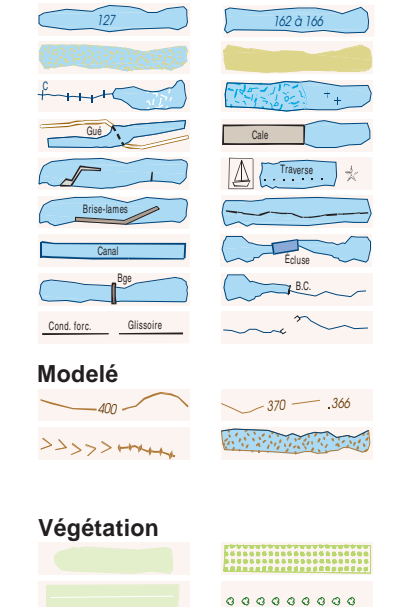 127
162 à 166
C
Gué
Cale
Traverse
Brise-lames
Canal
Écluse
Bge
B.C.
Cond. forc.
Glissoire
Modelé
400
370
.366
Végétation